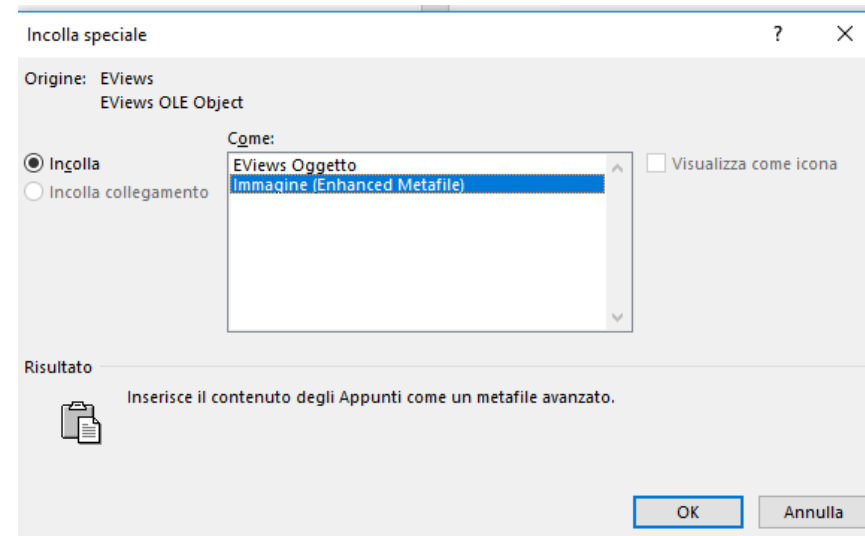 Incolla speciale
?
Origine: EViews
EViews OLE Object
Come:
Incolla
EViews Oggetto
Visualizza come icona
Incolla collegamento
Immagine (Enhanced Metafile)
Risultato
Inserisce il contenuto degli Appunti come un metafile avanzato.
OK
Annulla